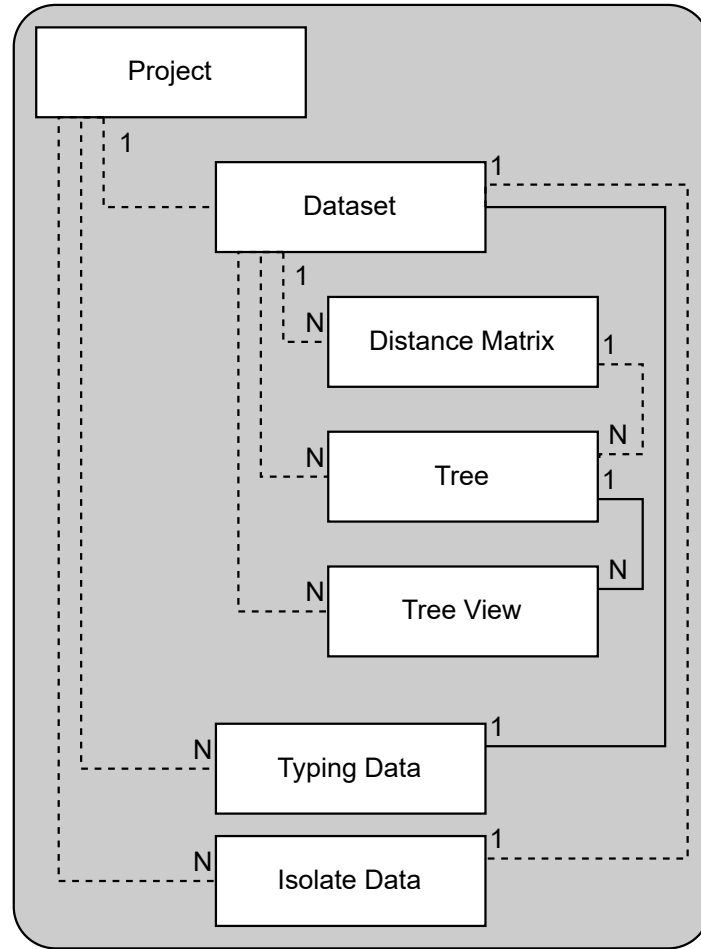 Project
1
1
Dataset
1
N
Distance Matrix
1
N
N
Tree
1
N
N
Tree View
1
N
Typing Data
1
N
Isolate Data